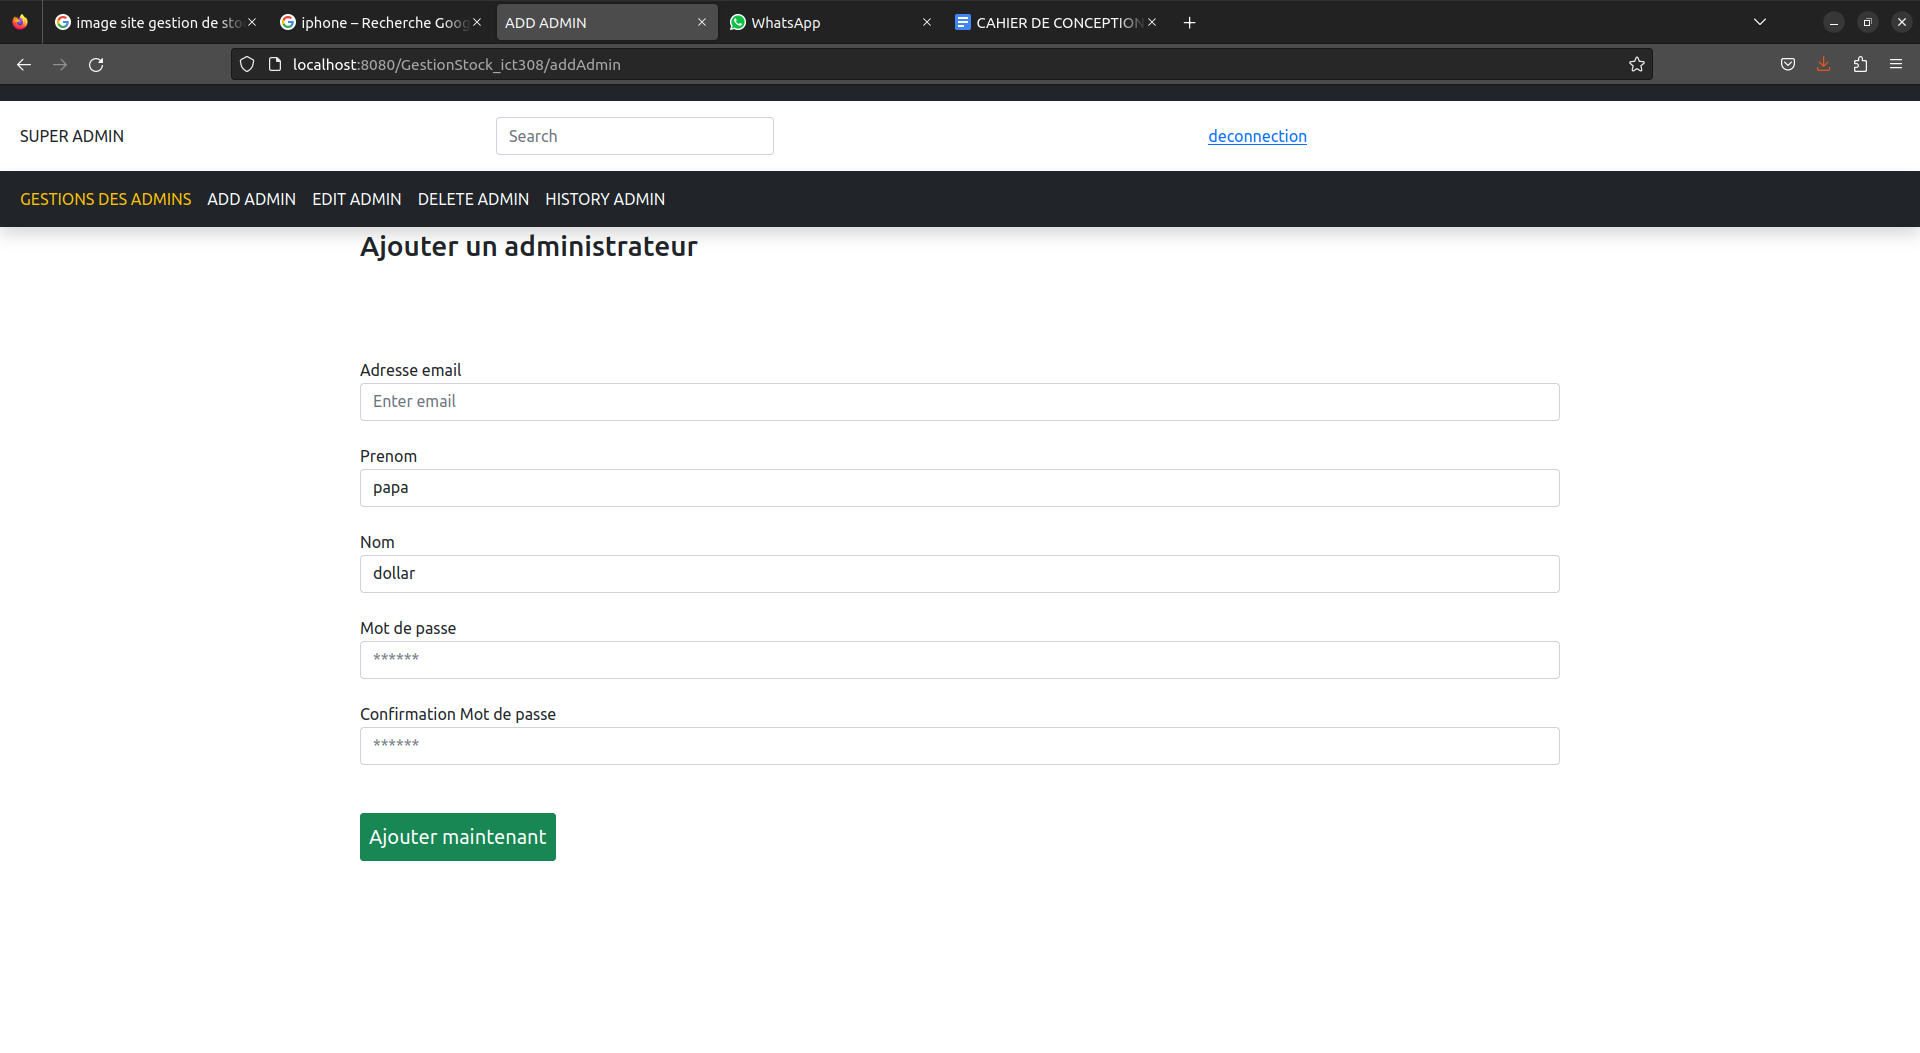 image site gestion de sto
iphone – Recherche Goog
ADD ADMIN
WhatsApp
CAHIER DE CONCEPTION
localhost:8080/GestionStock_ict308/addAdmin
SUPER ADMIN
Search
deconnection
GESTIONS DES ADMINS ADD ADMIN EDIT ADMIN DELETE ADMIN HISTORY ADMIN
Ajouter un administrateur
Adresse email
Enter email
Prenom
papa
Nom
dollar
Mot de passe
******
Confirmation Mot de passe
******
Ajouter maintenant